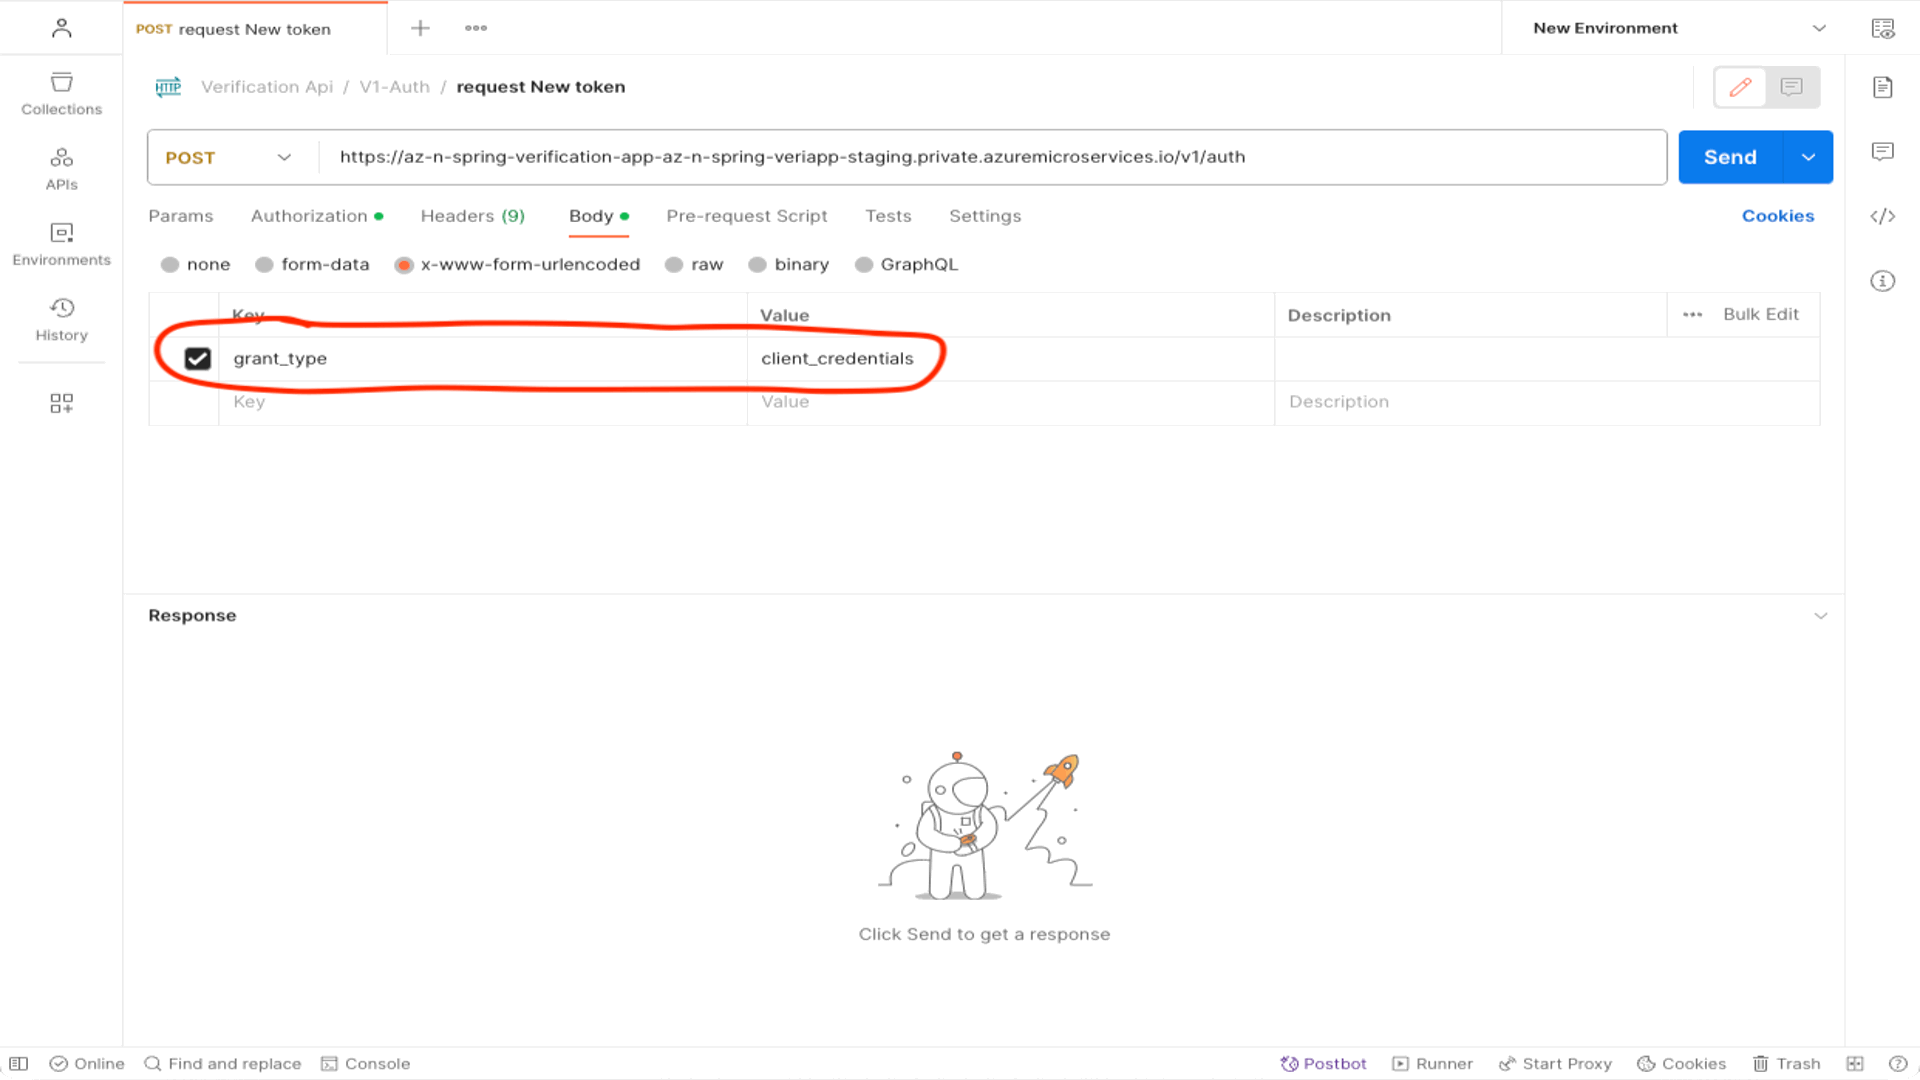 POST request New token
New Environment
HTTP Verification Api / V1-Auth / request New token
Collections
APIs
Environments
History
POST https://az-n-spring-verification-app-az-n-spring-veriapp-staging.private.azuremicroservices.io/v1/auth
Send
Params Authorization Headers (9) Body Pre-request Script Tests Settings Cookies
none form-data x-www-form-urlencoded raw binary GraphQL
Key Value Description Bulk Edit
grant_type client_credentials
Key Value Description
Response
Click Send to get a response
Online Find and replace Console Postbot Runner Start Proxy Cookies Trash